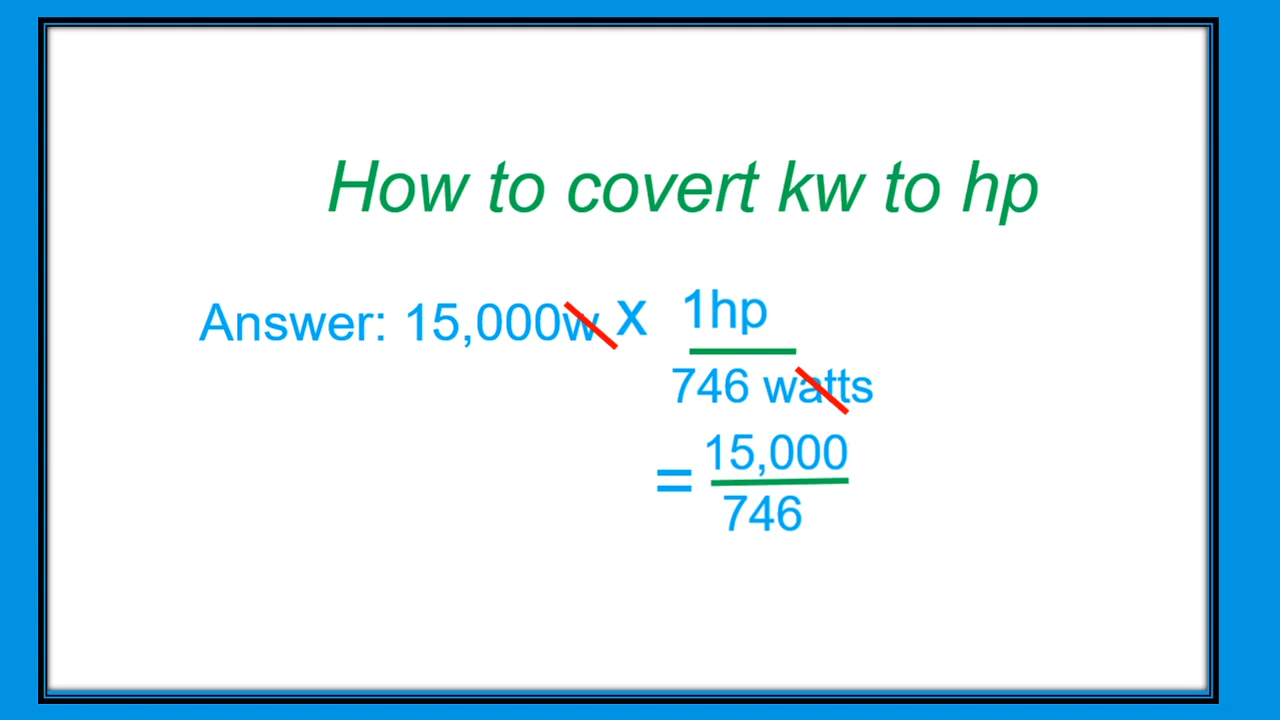 How to covert kw to hp
Answer: 15,000w x 1hp
746 watts
= 15,000
746